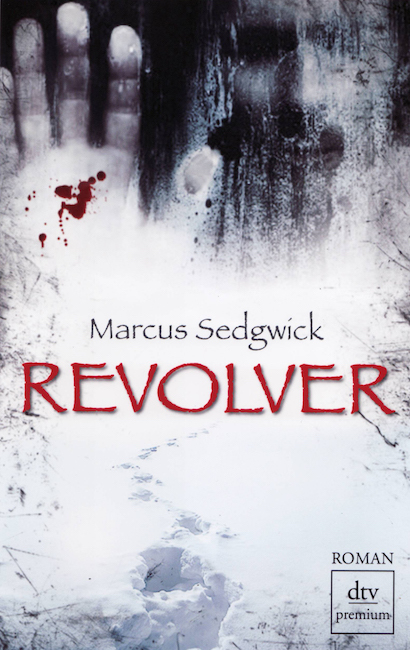 Marcus Sedgwick
REVOLVER
ROMAN
dtv
premium